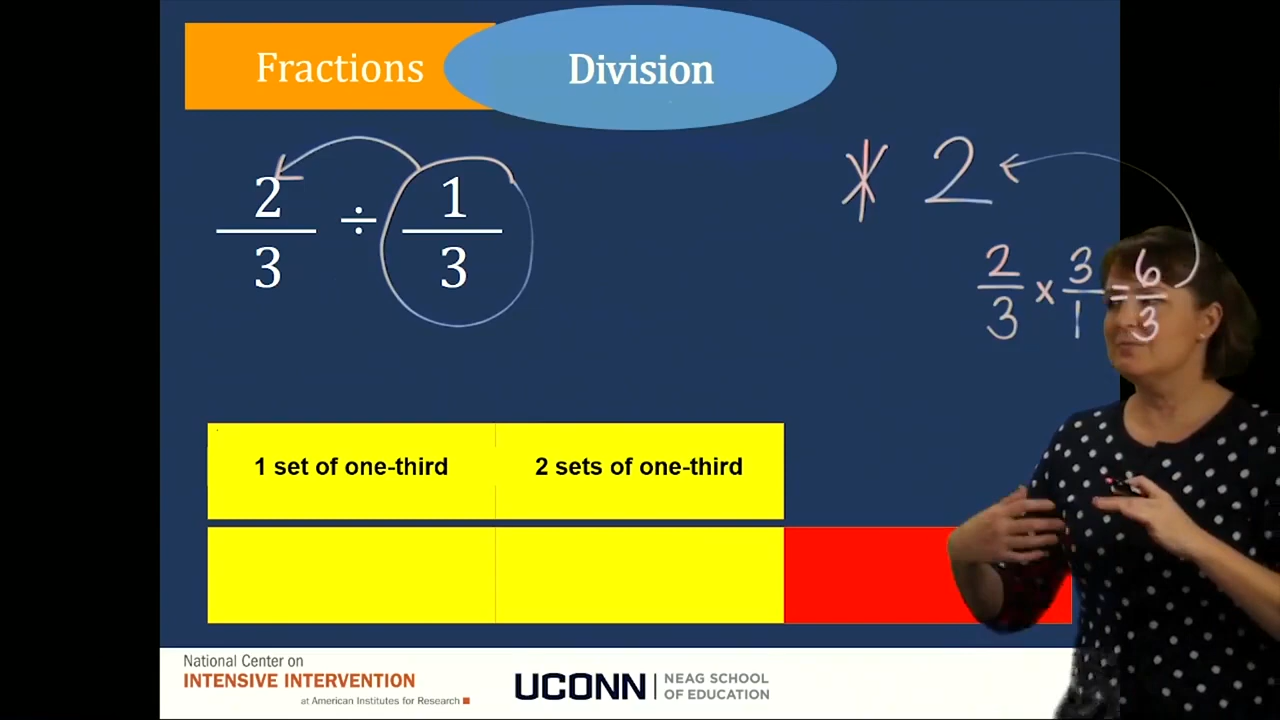 Fractions
Division
2/3 ÷ 1/3
* 2
2/3 × 3/1 = 6/3
1 set of one-third
2 sets of one-third
National Center on
INTENSIVE INTERVENTION
at American Institutes for Research
UCONN
NEAG SCHOOL
OF EDUCATION